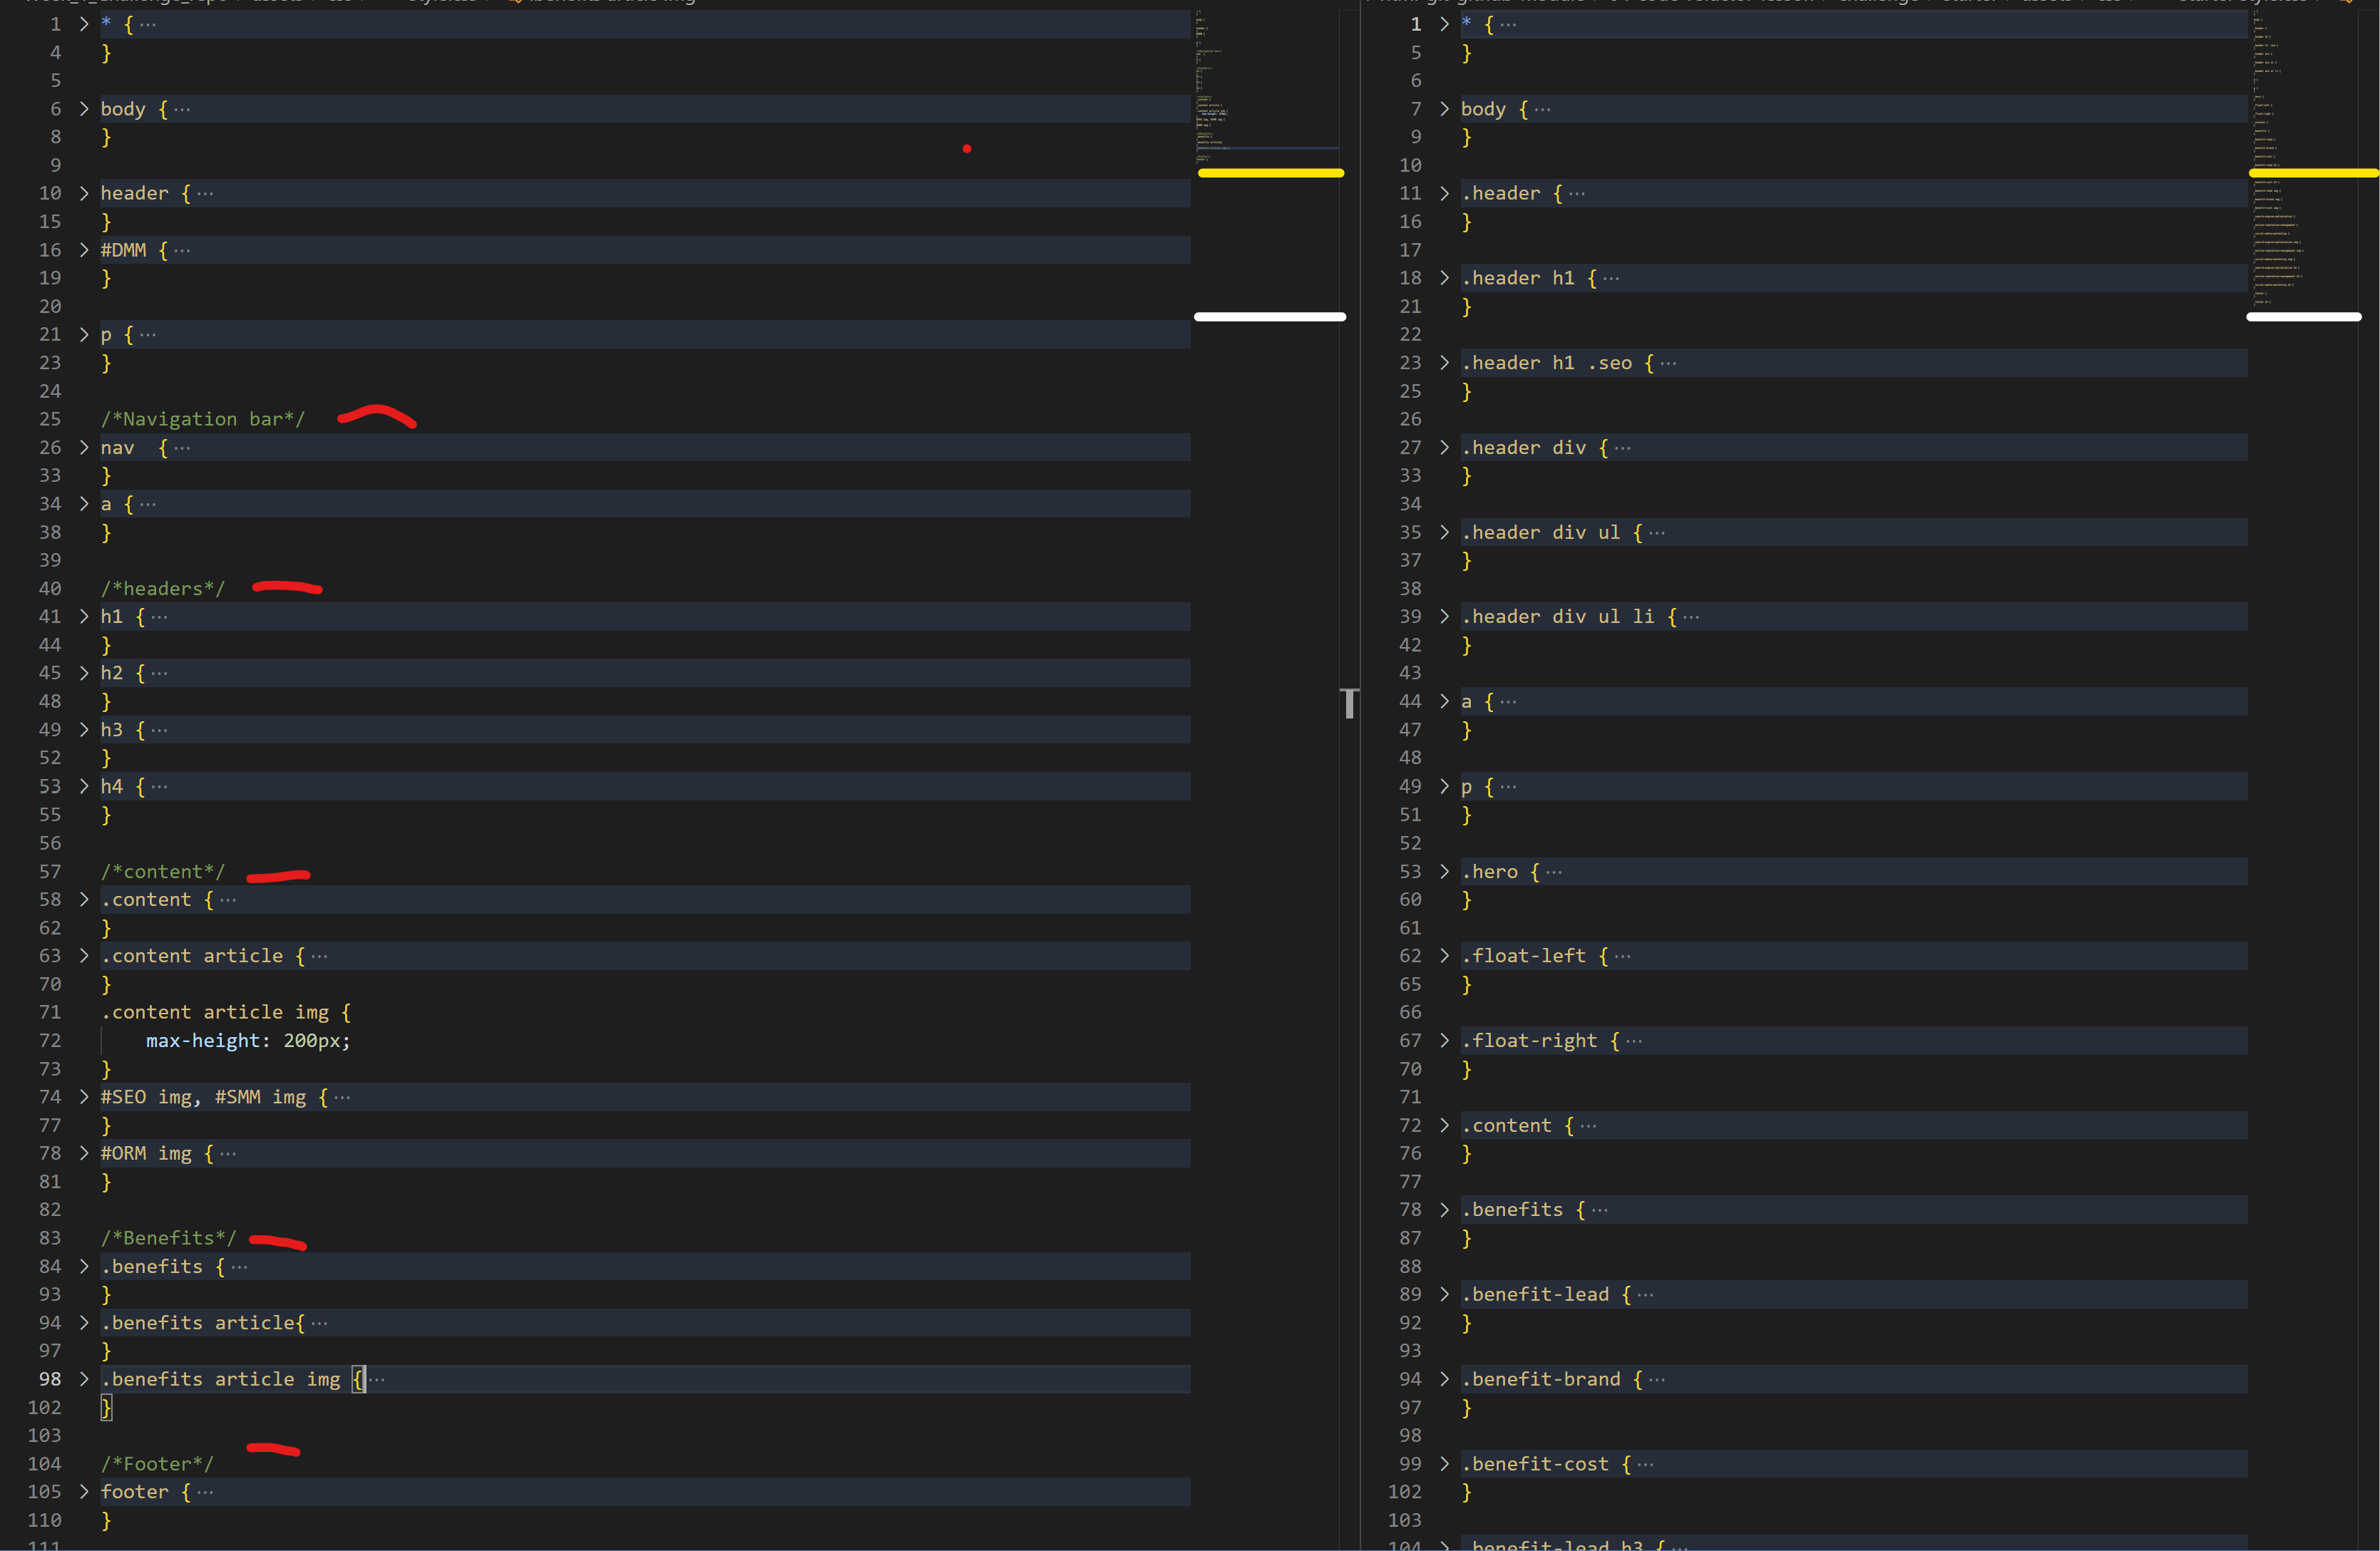 1 * {···
4 }
5
6 body {···
8 }
9
10 header {···
15 }
16 #DMM {···
19 }
20
21 p {···
23 }
24
25 /*Navigation bar*/
26 nav  {···
33 }
34 a {···
38 }
39
40 /*headers*/
41 h1 {···
44 }
45 h2 {···
48 }
49 h3 {···
52 }
53 h4 {···
55 }
56
57 /*content*/
58 .content {···
62 }
63 .content article {···
70 }
71 .content article img {
72 max-height: 200px;
73 }
74 #SEO img, #SMM img {···
77 }
78 #ORM img {···
81 }
82
83 /*Benefits*/
84 .benefits {···
93 }
94 .benefits article{···
97 }
98 .benefits article img {···
102 }
103
104 /*Footer*/
105 footer {···
110 }
111
1 * {···
5 }
6
7 body {···
9 }
10
11 .header {···
16 }
17
18 .header h1 {···
21 }
22
23 .header h1 .seo {···
25 }
26
27 .header div {···
33 }
34
35 .header div ul {···
37 }
38
39 .header div ul li {···
42 }
43
44 a {···
47 }
48
49 p {···
51 }
52
53 .hero {···
60 }
61
62 .float-left {···
65 }
66
67 .float-right {···
70 }
71
72 .content {···
76 }
77
78 .benefits {···
87 }
88
89 .benefit-lead {···
92 }
93
94 .benefit-brand {···
97 }
98
99 .benefit-cost {···
102 }
103
104 .benefit-lead h3 {···